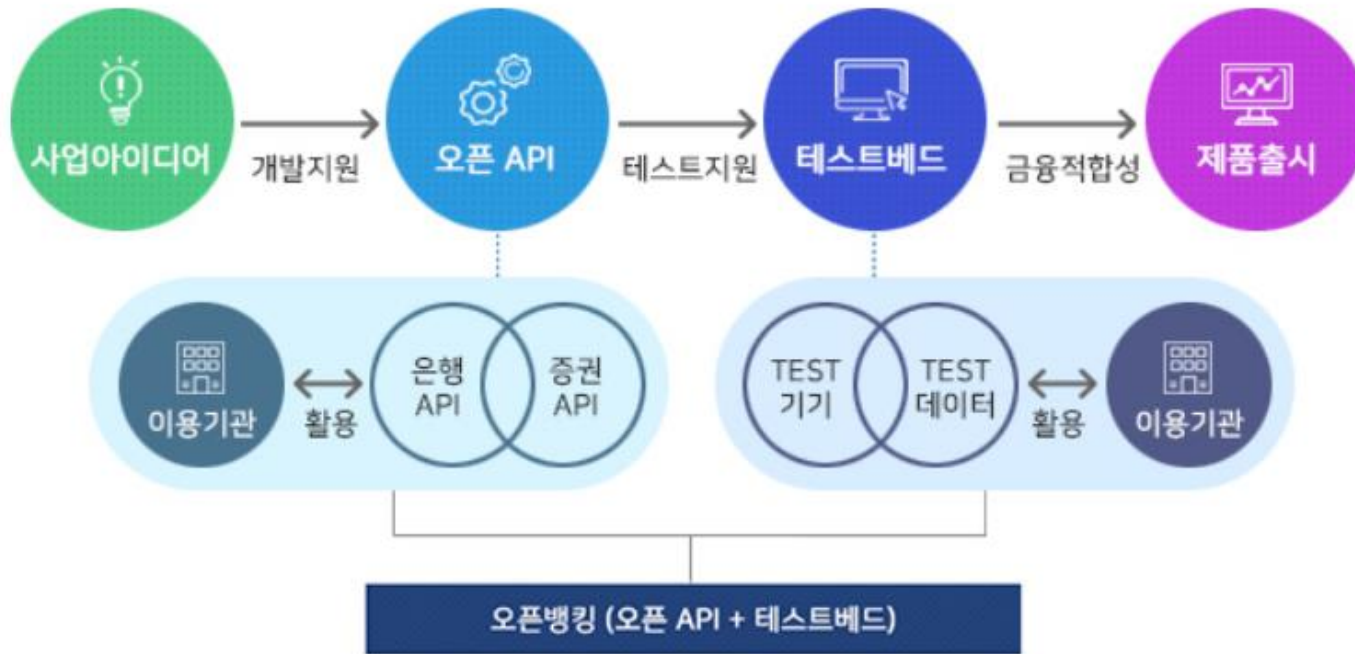 사업아이디어
개발지원
오픈 API
테스트지원
테스트베드
금융적합성
제품출시
이용기관
활용
은행
API
증권
API
TEST
기기
TEST
데이터
활용
이용기관
오픈뱅킹 (오픈 API + 테스트베드)